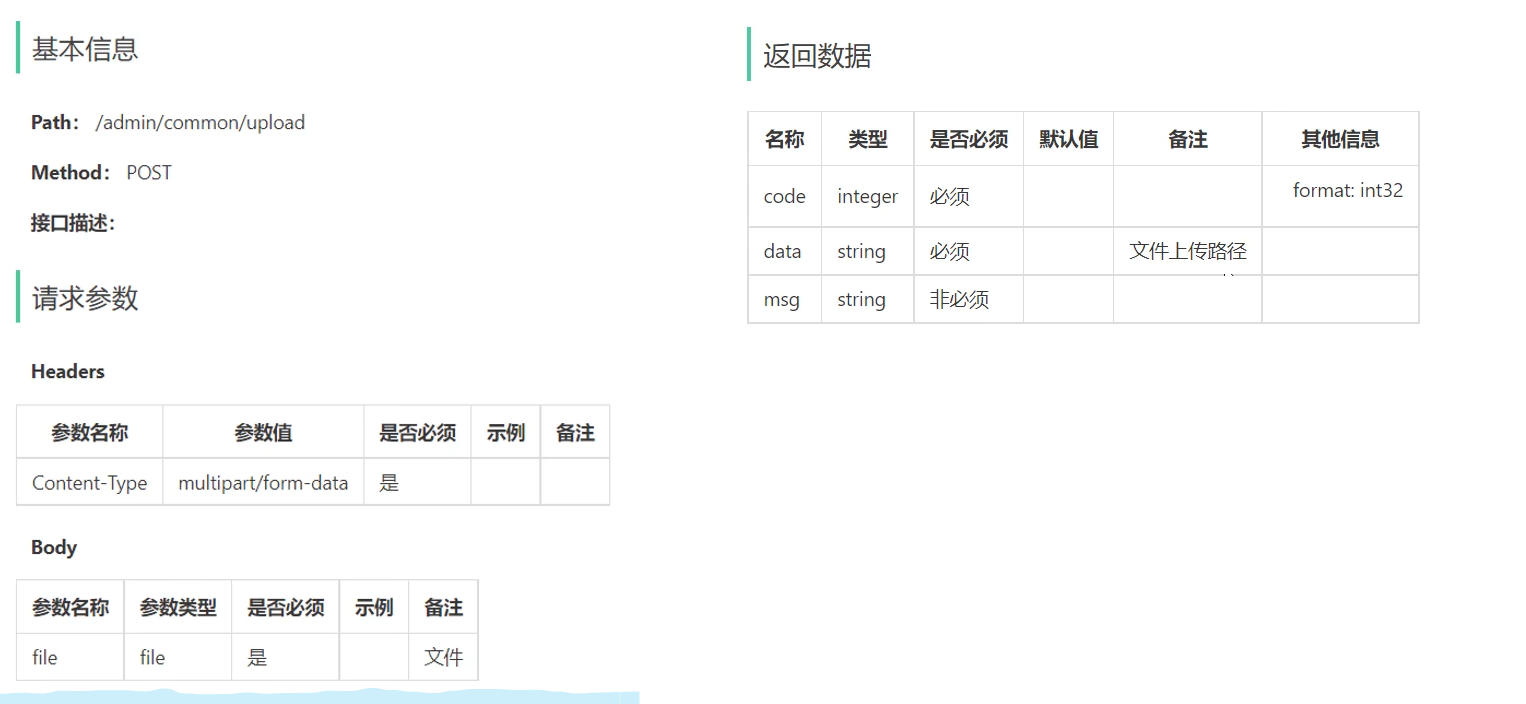 基本信息
Path： /admin/common/upload
Method： POST
接口描述：
请求参数
Headers
参数名称 参数值 是否必须 示例 备注
Content-Type multipart/form-data 是
Body
参数名称 参数类型 是否必须 示例 备注
file file 是 文件
返回数据
名称 类型 是否必须 默认值 备注 其他信息
code integer 必须 format: int32
data string 必须 文件上传路径
msg string 非必须